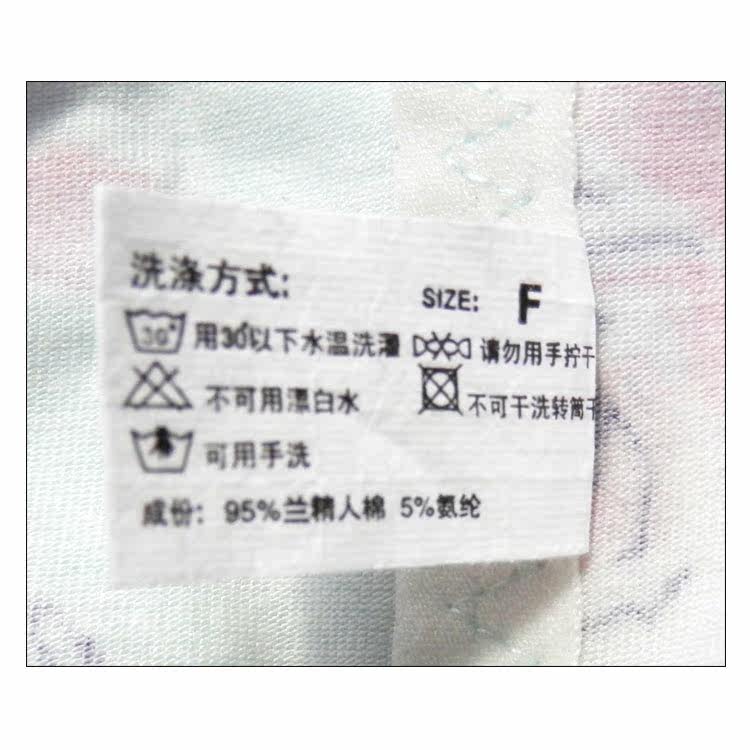 洗涤方式:
SIZE: F
30° 用30°以下水温洗濯 请勿用手拧干
不可用漂白水 不可干洗转筒干
可用手洗
成份: 95%兰精人棉 5%氨纶